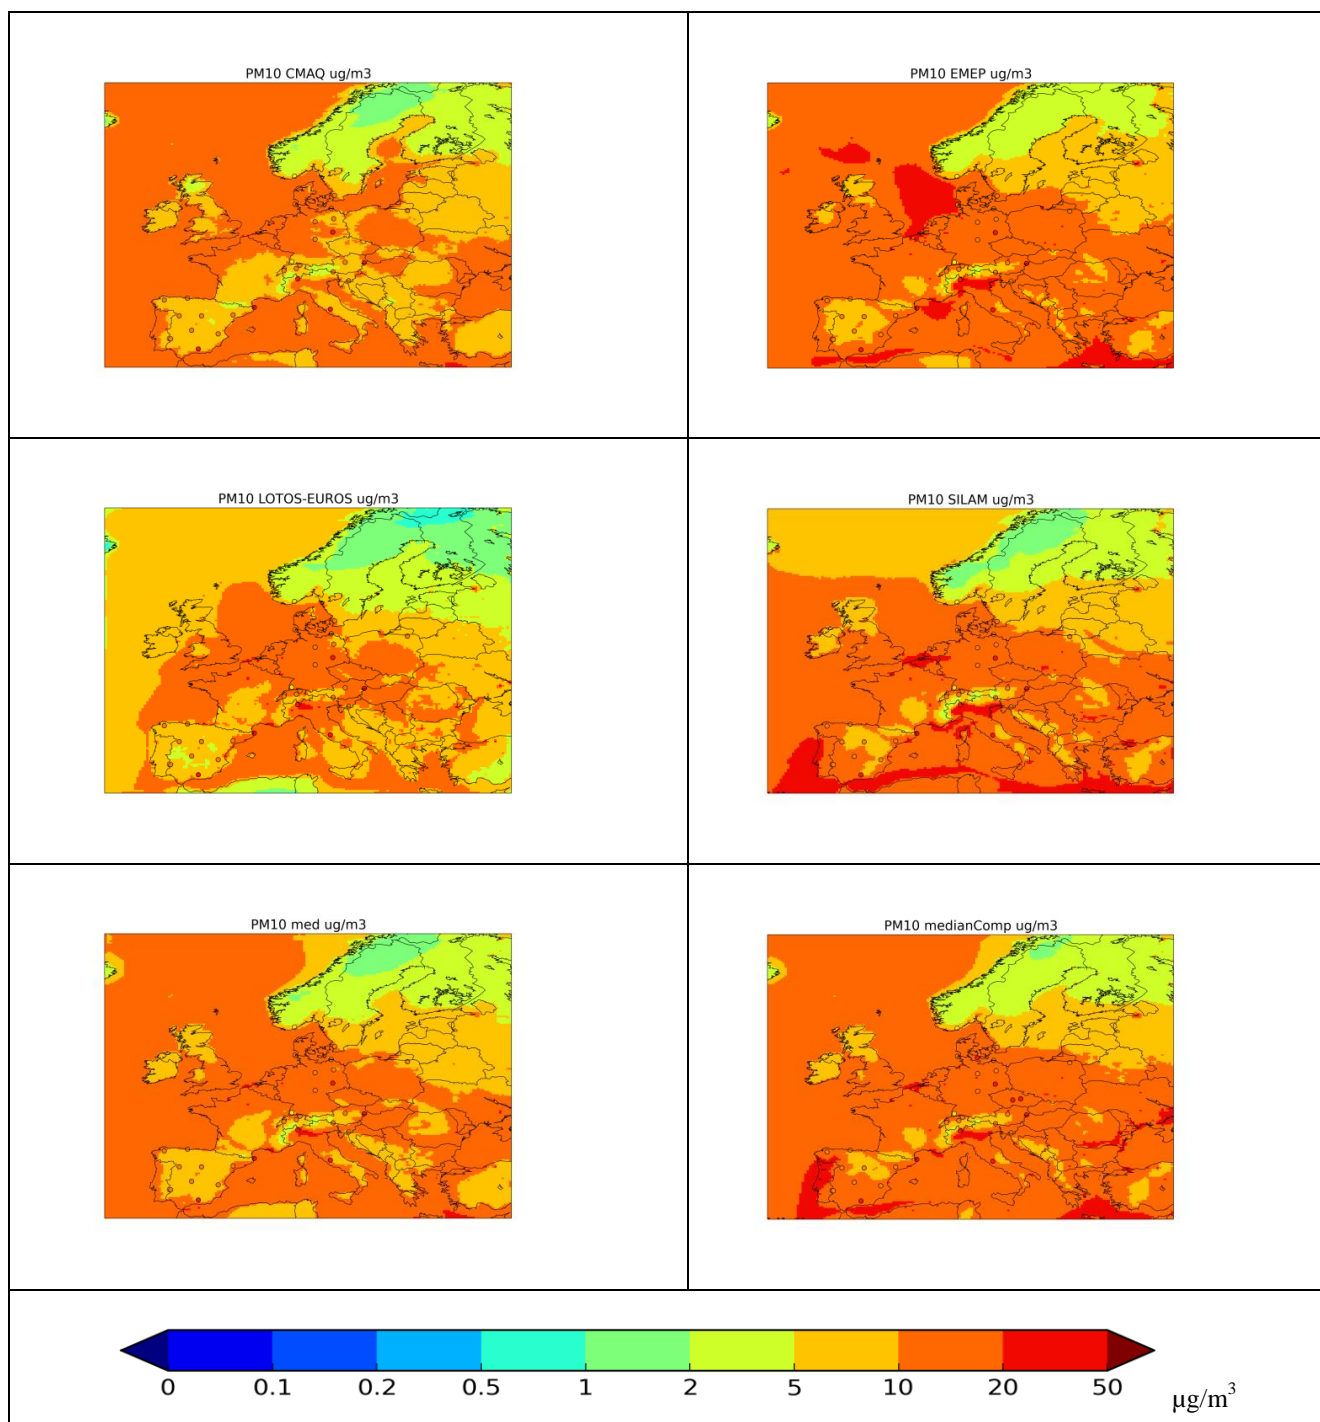 PM10 CMAQ ug/m3
PM10 EMEP ug/m3
PM10 LOTOS-EUROS ug/m3
PM10 SILAM ug/m3
PM10 med ug/m3
PM10 medianComp ug/m3
0 0.1 0.2 0.5 1 2 5 10 20 50 µg/m³